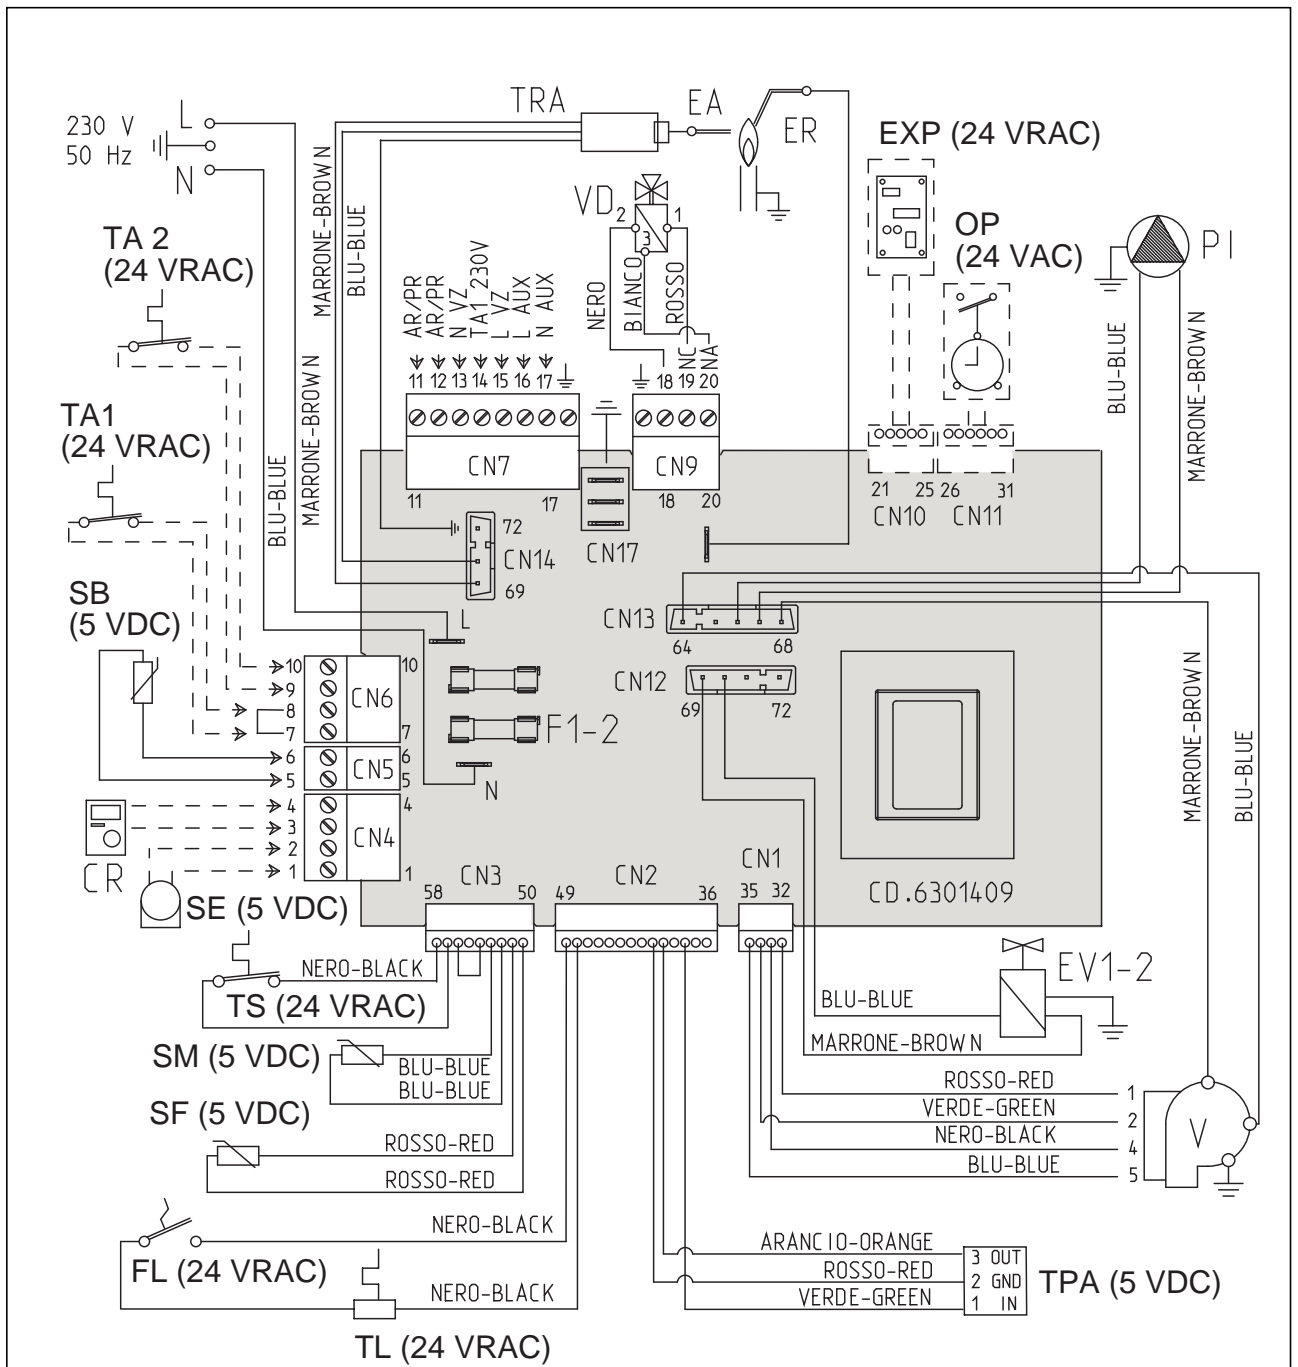 TRA
EA
ER
L
230 V
50 Hz
N
EXP (24 VRAC)
VD
2
1
3
OP
(24 VAC)
PI
TA 2
(24 VRAC)
MARRONE-BROWN
BLU-BLUE
AR/PR
AR/PR
N VZ
TA1 230V
L VZ
L AUX
N AUX
NERO
BIANCO
ROSSO
NC
NA
11
12
13
14
15
16
17
18
19
20
BLU-BLUE
MARRONE-BROWN
TA1
(24 VRAC)
BLU-BLUE
MARRONE-BROWN
CN7
11
17
CN9
18
20
21
25
26
31
CN10
CN11
72
CN14
69
CN17
SB
(5 VDC)
L
CN13
64
68
CN12
69
72
10
9
8
7
CN6
10
7
6
5
CN5
6
5
F1-2
N
MARRONE-BROWN
BLU-BLUE
4
3
2
1
CN4
4
1
CR
SE (5 VDC)
CN3
58
50
CN2
49
36
CN1
35
32
CD.6301409
NERO-BLACK
TS (24 VRAC)
EV1-2
BLU-BLUE
MARRONE-BROWN
SM (5 VDC)
BLU-BLUE
BLU-BLUE
SF (5 VDC)
ROSSO-RED
1
VERDE-GREEN
2
NERO-BLACK
4
BLU-BLUE
5
V
ROSSO-RED
ROSSO-RED
NERO-BLACK
FL (24 VRAC)
ARANCIO-ORANGE
3 OUT
ROSSO-RED
2 GND
VERDE-GREEN
1 IN
TPA (5 VDC)
NERO-BLACK
TL (24 VRAC)